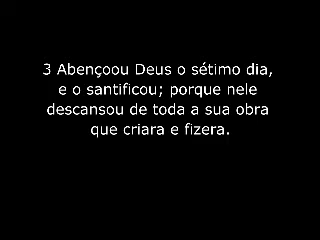 3 Abençoou Deus o sétimo dia,
e o santificou; porque nele
descansou de toda a sua obra
que criara e fizera.